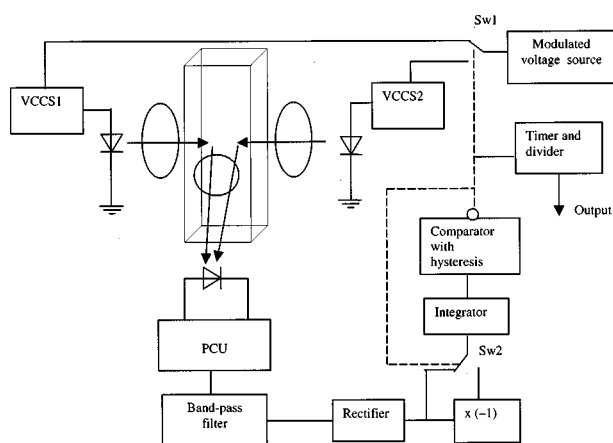 Sw1
Modulated
voltage source
VCCS1
VCCS2
Timer and
divider
Output
Comparator
with
hysteresis
Integrator
PCU
Sw2
Band-pass
filter
Rectifier
x (−1)